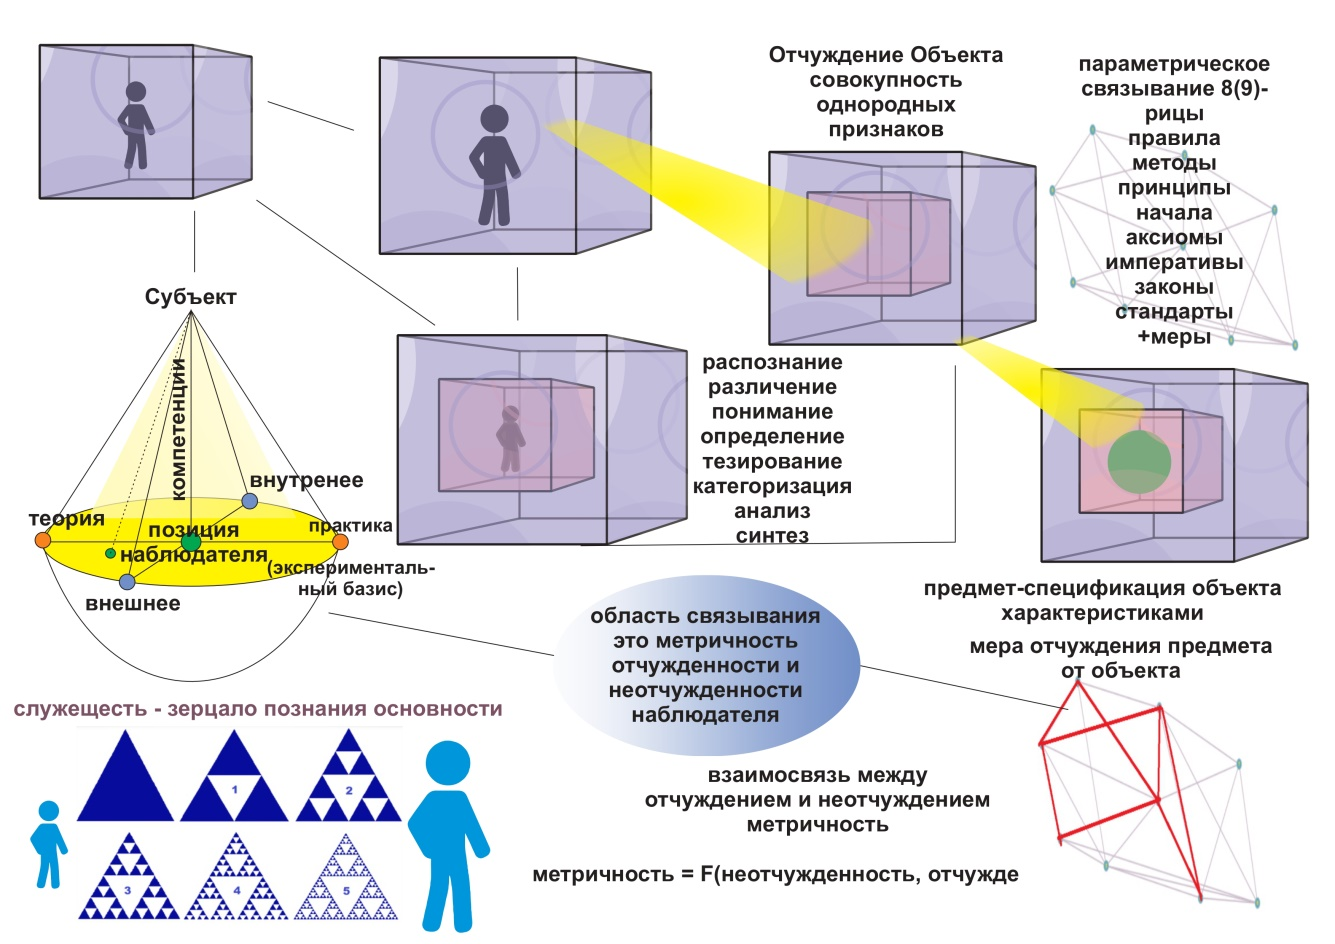 Отчуждение Объекта
совокупность
однородных
признаков
параметрическое
связывание 8(9)-
рицы
правила
методы
принципы
начала
аксиомы
императивы
законы
стандарты
+меры
Субъект
компетенции
внутренее
теория
позиция
наблюдателя
практика
(эксперименталь-
ный базис)
внешнее
распознание
различение
понимание
определение
тезирование
категоризация
анализ
синтез
предмет-спецификация объекта
характеристиками
мера отчуждения предмета
от объекта
область связывания
это метричность
отчужденности и
неотчужденности
наблюдателя
служещесть - зерцало познания основности
1
2
3
4
5
взаимосвязь между
отчуждением и неотчуждением
метричность
метричность = F(неотчужденность, отчужде